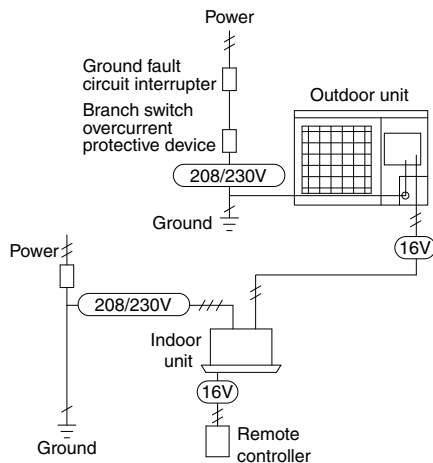 Power
Ground fault
circuit interrupter
Branch switch
overcurrent
protective device
Outdoor unit
208/230V
Ground
16V
Power
208/230V
Indoor
unit
16V
Ground
Remote
controller